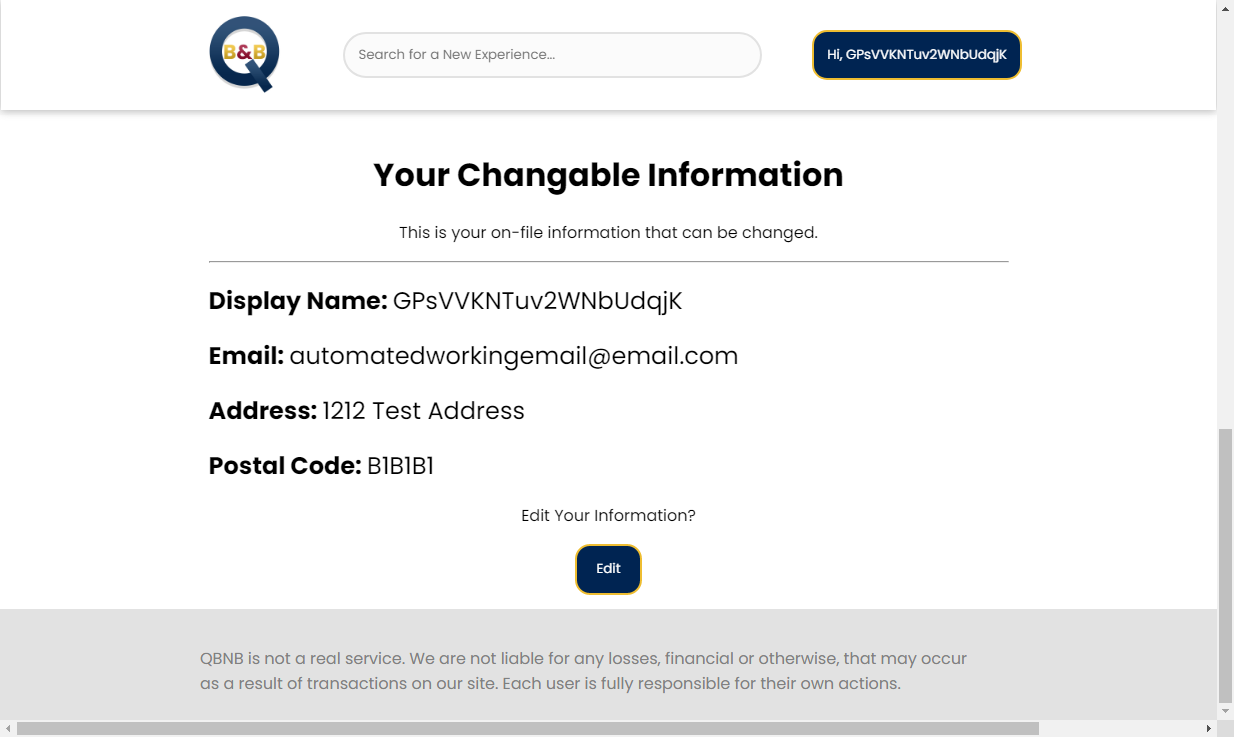 B&B
Search for a New Experience...
Hi, GPsVVKNTuv2WNbUdqjK
Your Changable Information
This is your on-file information that can be changed.
Display Name: GPsVVKNTuv2WNbUdqjK
Email: automatedworkingemail@email.com
Address: 1212 Test Address
Postal Code: B1B1B1
Edit Your Information?
Edit
QBNB is not a real service. We are not liable for any losses, financial or otherwise, that may occur
as a result of transactions on our site. Each user is fully responsible for their own actions.